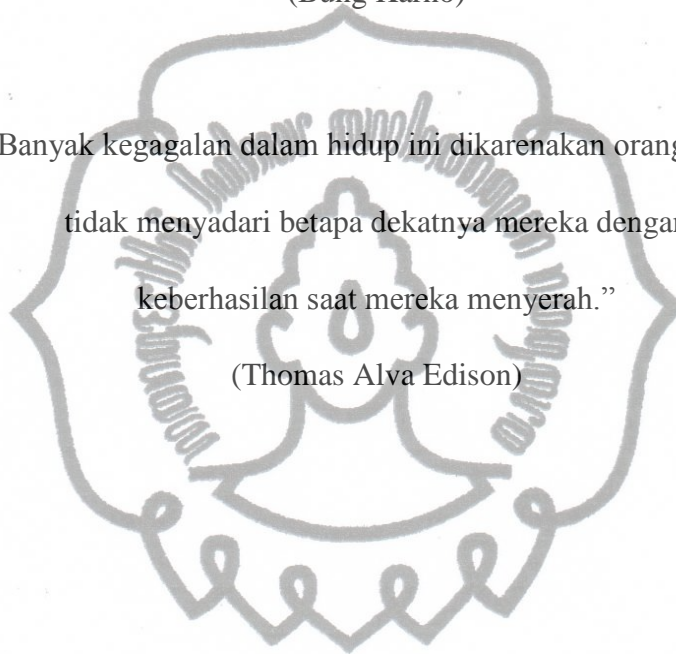 (Bung Karno)
Banyak kegagalan dalam hidup ini dikarenakan orang
tidak menyadari betapa dekatnya mereka dengan
keberhasilan saat mereka menyerah.”
(Thomas Alva Edison)